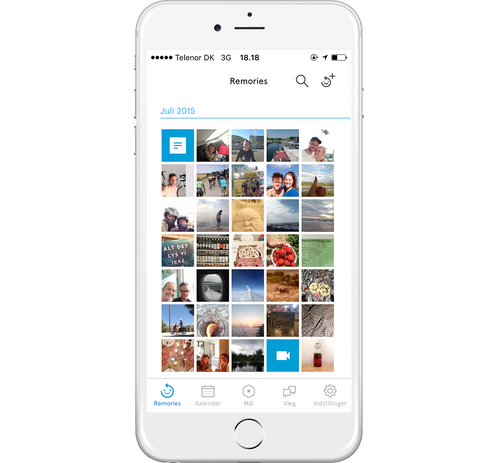 Telenor DK 3G 18.18
Remories
Juli 2015
ALT DET
LYS VI
IKKE
Remories Kalender Mål Væg Indstillinger